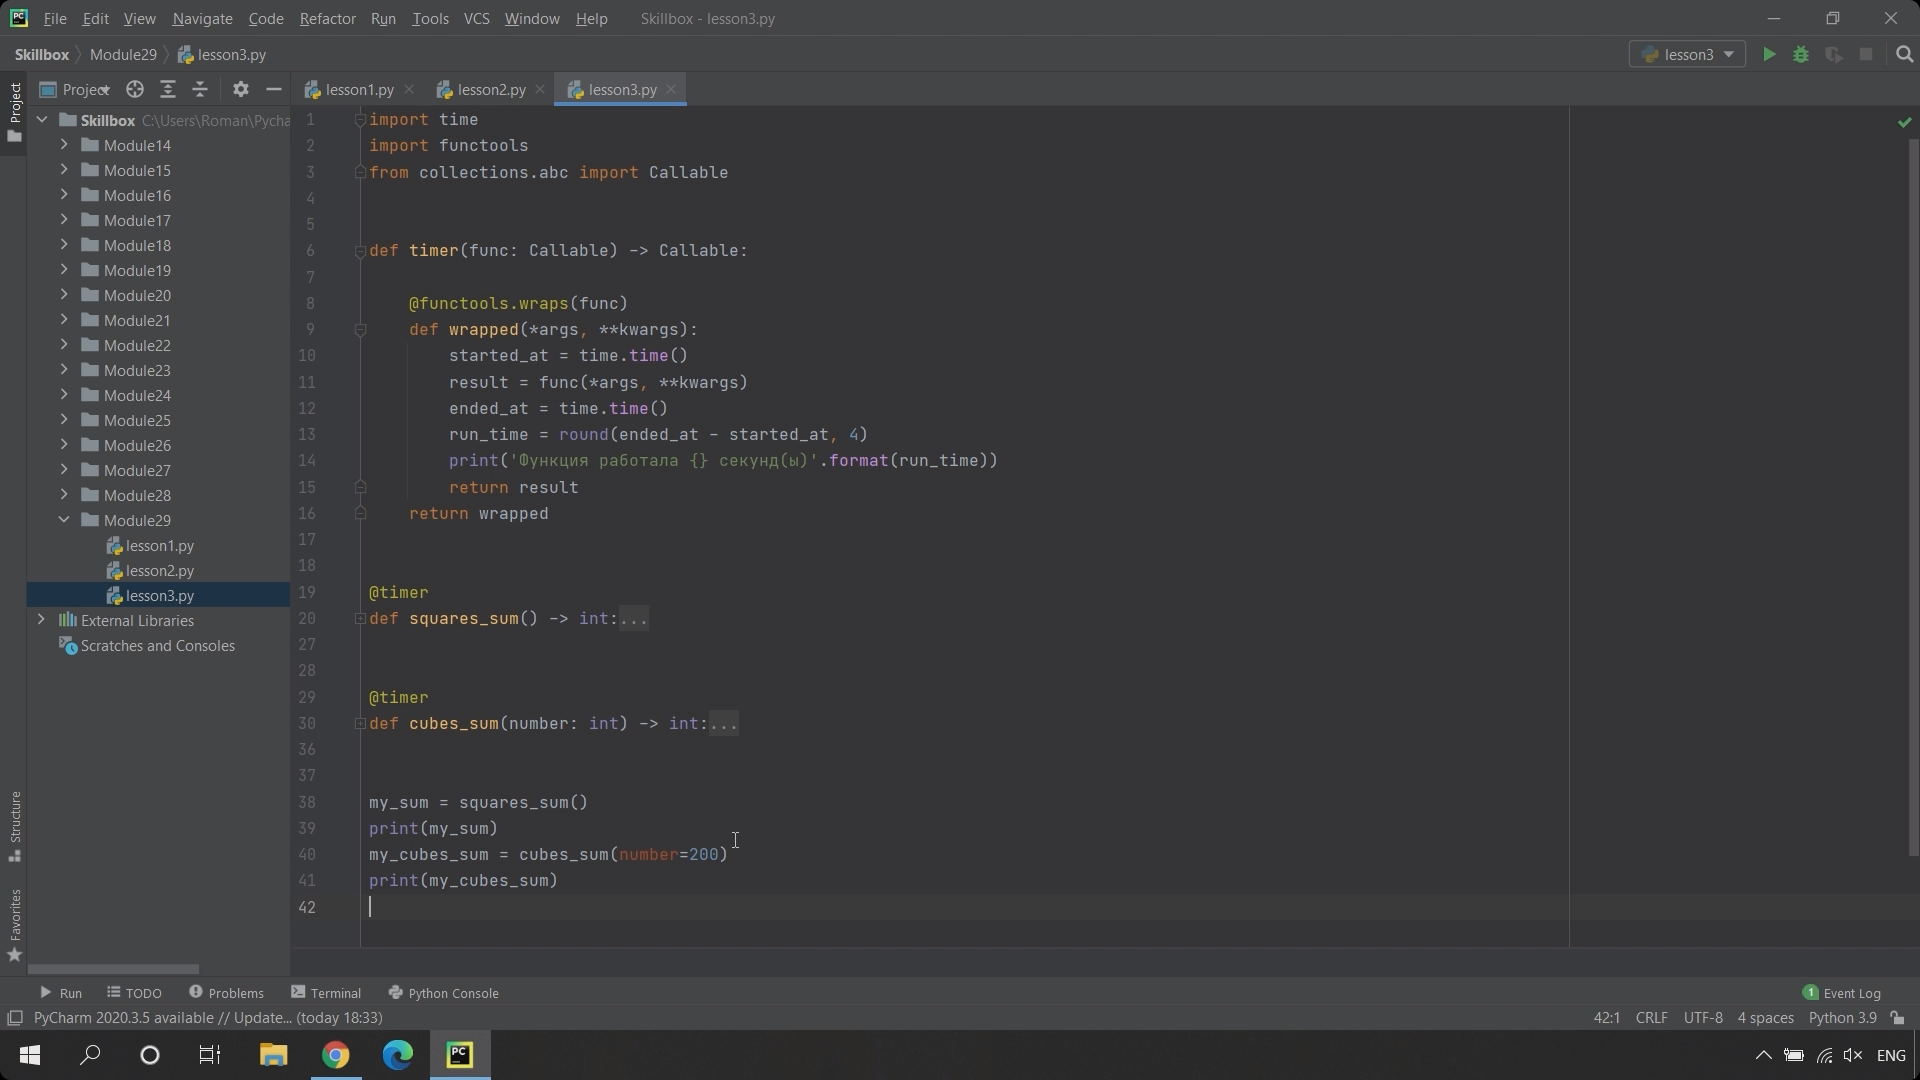 PC File Edit View Navigate Code Refactor Run Tools VCS Window Help Skillbox - lesson3.py
Skillbox Module29 lesson3.py lesson3
Project
Project
lesson1.py lesson2.py lesson3.py
Skillbox C:\Users\Roman\Pycha
Module14
Module15
Module16
Module17
Module18
Module19
Module20
Module21
Module22
Module23
Module24
Module25
Module26
Module27
Module28
Module29
lesson1.py
lesson2.py
lesson3.py
External Libraries
Scratches and Consoles
Structure
Favorites
1 import time
2 import functools
3 from collections.abc import Callable
4
5
6 def timer(func: Callable) -> Callable:
7
8 @functools.wraps(func)
9 def wrapped(*args, **kwargs):
10 started_at = time.time()
11 result = func(*args, **kwargs)
12 ended_at = time.time()
13 run_time = round(ended_at - started_at, 4)
14 print('Функция работала {} секунд(ы)'.format(run_time))
15 return result
16 return wrapped
17
18
19 @timer
20 def squares_sum() -> int:...
27
28
29 @timer
30 def cubes_sum(number: int) -> int:...
36
37
38 my_sum = squares_sum()
39 print(my_sum)
40 my_cubes_sum = cubes_sum(number=200)
41 print(my_cubes_sum)
42
Run TODO Problems Terminal Python Console 1 Event Log
PyCharm 2020.3.5 available // Update... (today 18:33) 42:1 CRLF UTF-8 4 spaces Python 3.9
PC ENG